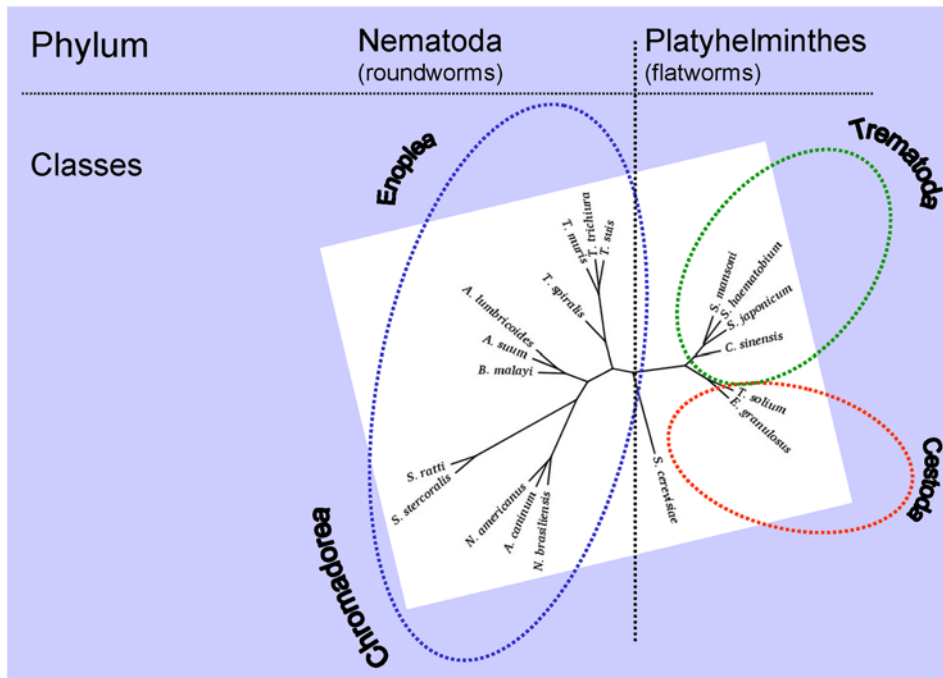 Phylum
Nematoda
(roundworms)
Platyhelminthes
(flatworms)
Classes
Enoplea
Trematoda
T. muris
T. trichiura
T. suis
T. spiralis
A. lumbricoides
A. suum
B. malayi
S. ratti
S. stercoralis
N. americanus
A. caninum
N. brasiliensis
S. cerevisiae
S. mansoni
S. haematobium
S. japonicum
C. sinensis
T. solium
E. granulosus
Cestoda
Chromadorea